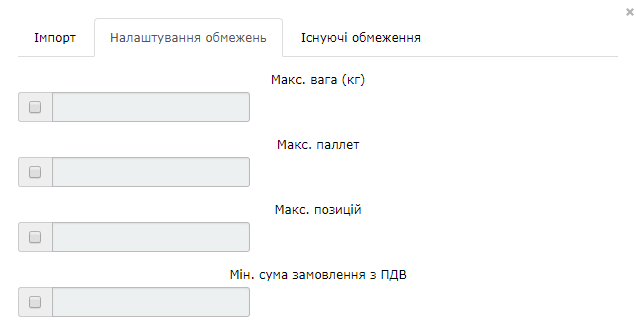 Імпорт Налаштування обмежень Існуючі обмеження
Макс. вага (кг)
Макс. паллет
Макс. позицій
Мін. сума замовлення з ПДВ